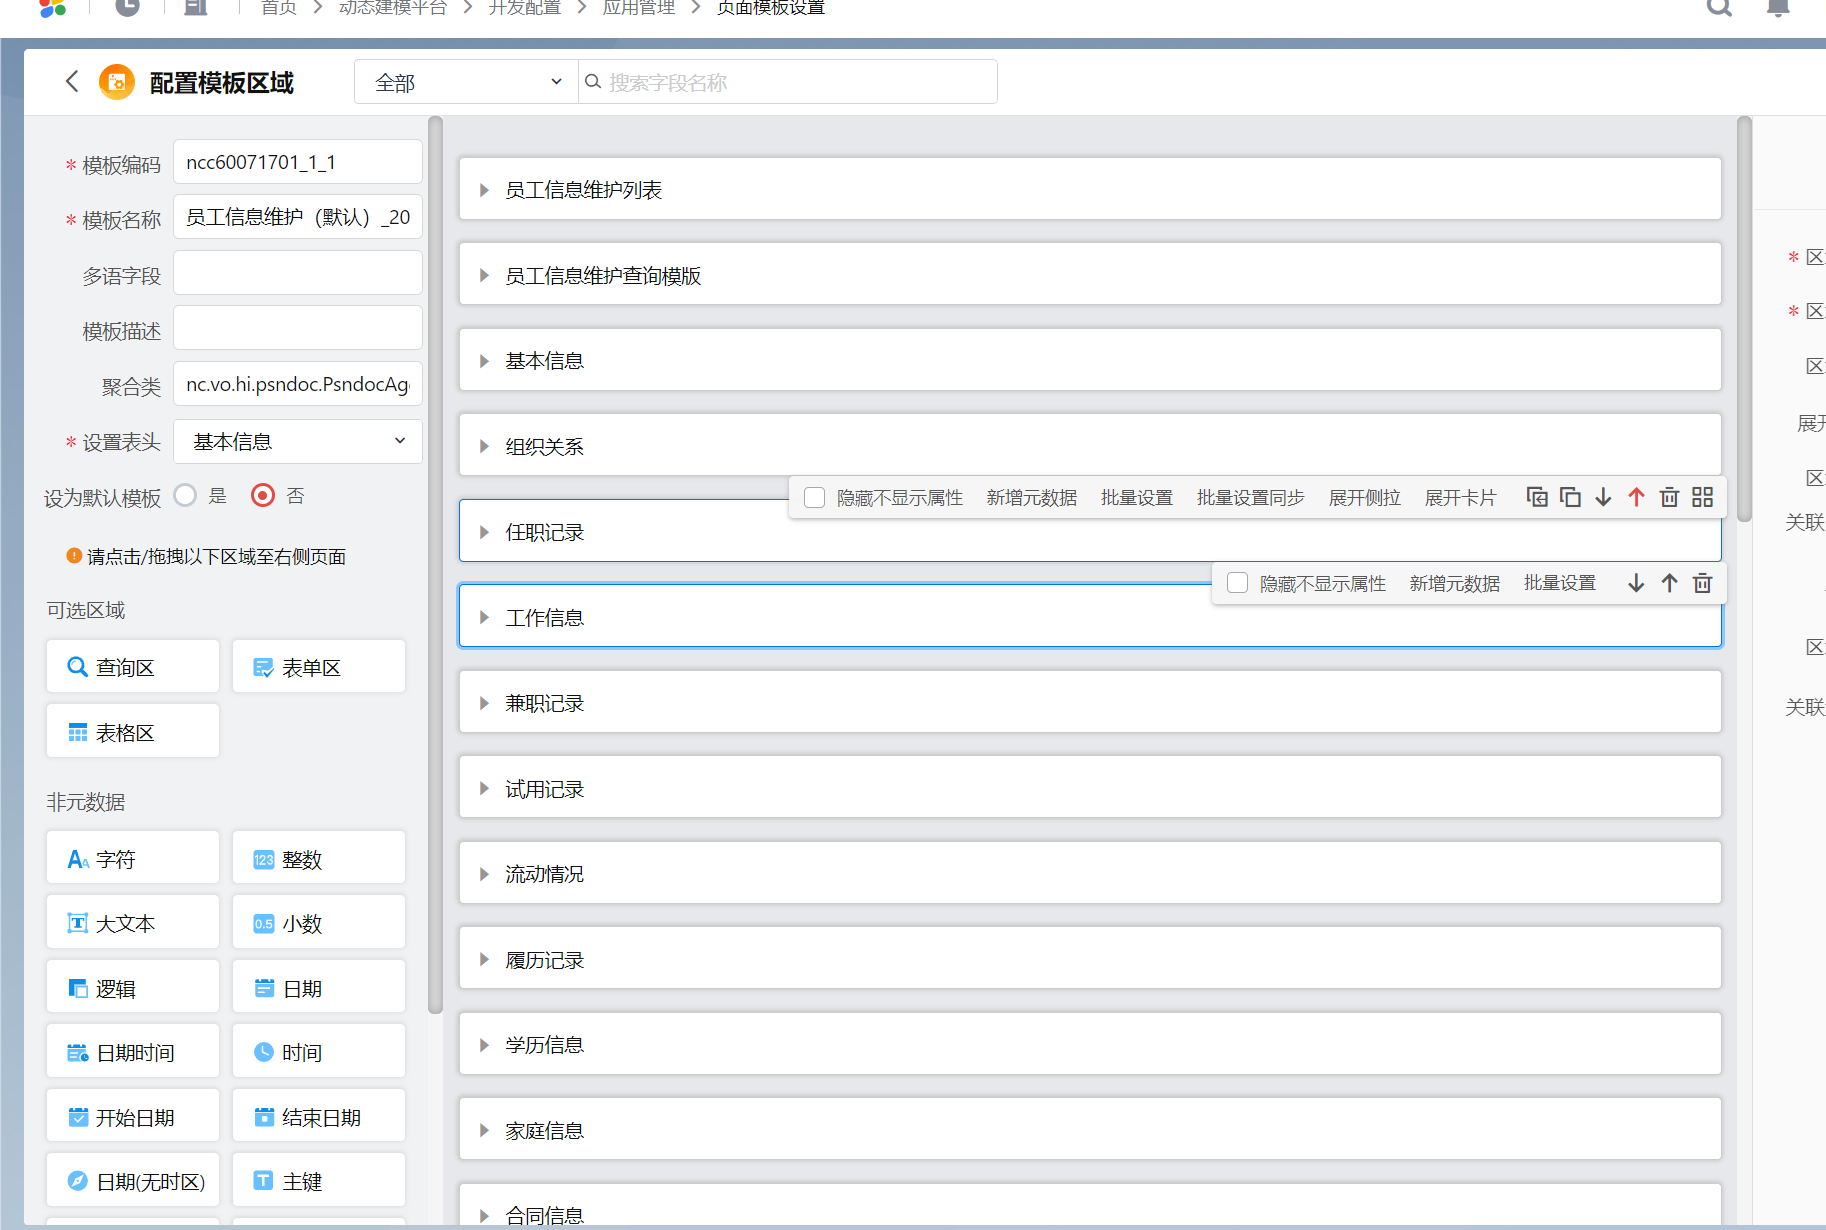 首页 > 动态建模平台 > 开发配置 > 应用管理 > 页面模板设置
配置模板区域
全部
搜索字段名称
* 模板编码 ncc60071701_1_1
* 模板名称 员工信息维护（默认）_20
多语字段
模板描述
聚合类 nc.vo.hi.psndoc.PsndocAg
* 设置表头 基本信息
设为默认模板 是 否
请点击/拖拽以下区域至右侧页面
可选区域
查询区 表单区
表格区
非元数据
字符 整数
大文本 小数
逻辑 日期
日期时间 时间
开始日期 结束日期
日期(无时区) 主键
员工信息维护列表
员工信息维护查询模版
基本信息
组织关系
隐藏不显示属性 新增元数据 批量设置 批量设置同步 展开侧拉 展开卡片
任职记录
隐藏不显示属性 新增元数据 批量设置
工作信息
兼职记录
试用记录
流动情况
履历记录
学历信息
家庭信息
合同信息
* 区
* 区
区
展开
区
关联
区
关联